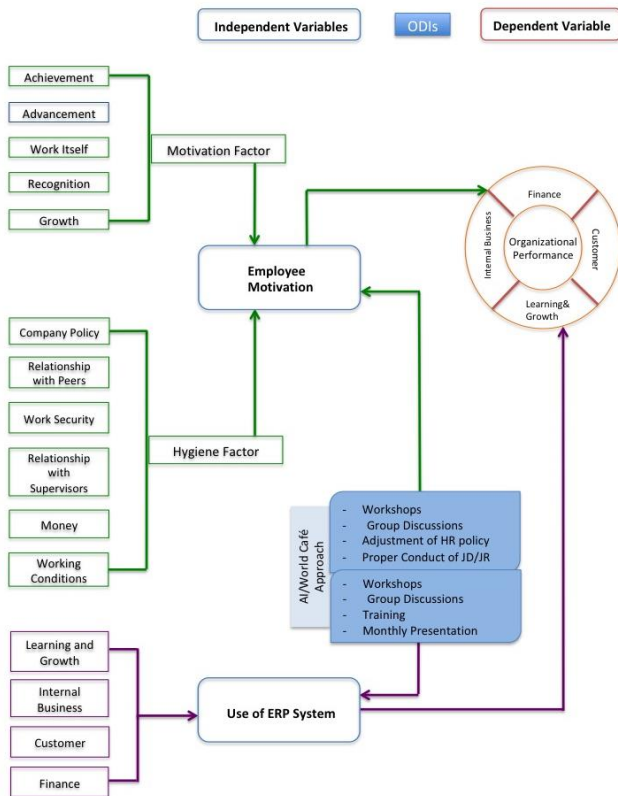 Independent Variables
ODIs
Dependent Variable
Achievement
Advancement
Work Itself
Recognition
Growth
Motivation Factor
Employee
Motivation
Finance
Internal Business
Organizational
Performance
Customer
Learning&
Growth
Company Policy
Relationship
with Peers
Work Security
Relationship
with
Supervisors
Money
Working
Conditions
Hygiene Factor
AI/World Café
Approach
- Workshops
- Group Discussions
- Adjustment of HR policy
- Proper Conduct of JD/JR
- Workshops
- Group Discussions
- Training
- Monthly Presentation
Learning and
Growth
Internal
Business
Customer
Finance
Use of ERP System